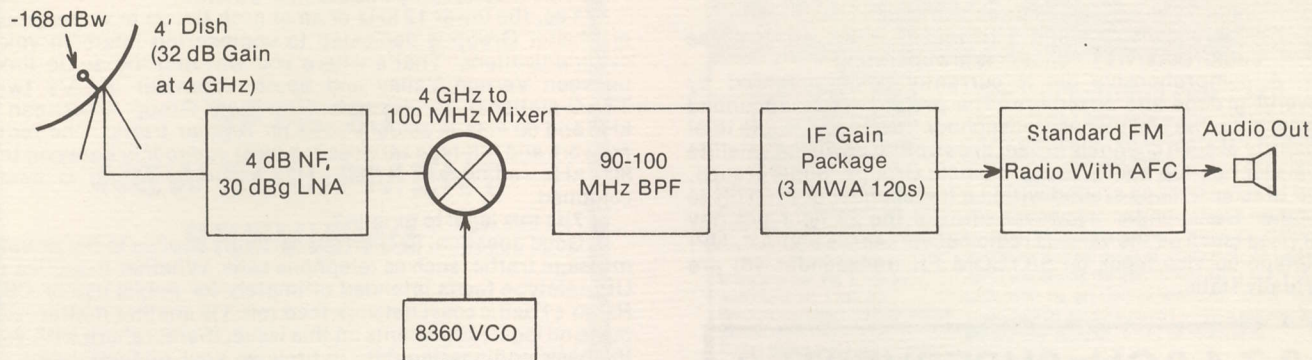 -168 dBw
4' Dish
(32 dB Gain
at 4 GHz)
4 dB NF,
30 dBg LNA
4 GHz to
100 MHz Mixer
8360 VCO
90-100
MHz BPF
IF Gain
Package
(3 MWA 120s)
Standard FM
Radio With AFC
Audio Out